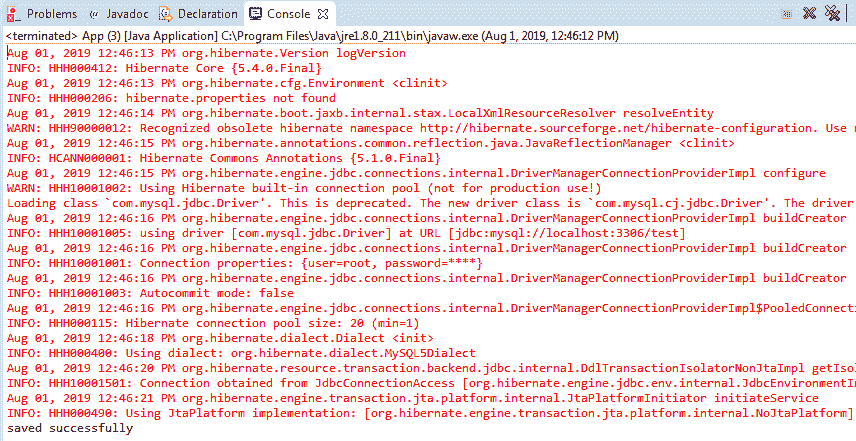 Problems @ Javadoc Declaration Console
<terminated> App (3) [Java Application] C:\Program Files\Java\jre1.8.0_211\bin\javaw.exe (Aug 1, 2019, 12:46:12 PM)
Aug 01, 2019 12:46:13 PM org.hibernate.Version logVersion
INFO: HHH000412: Hibernate Core {5.4.0.Final}
Aug 01, 2019 12:46:13 PM org.hibernate.cfg.Environment <clinit>
INFO: HHH000206: hibernate.properties not found
Aug 01, 2019 12:46:14 PM org.hibernate.boot.jaxb.internal.stax.LocalXmlResourceResolver resolveEntity
WARN: HHH90000012: Recognized obsolete hibernate namespace http://hibernate.sourceforge.net/hibernate-configuration. Use
Aug 01, 2019 12:46:15 PM org.hibernate.annotations.common.reflection.java.JavaReflectionManager <clinit>
INFO: HCANN000001: Hibernate Commons Annotations {5.1.0.Final}
Aug 01, 2019 12:46:15 PM org.hibernate.engine.jdbc.connections.internal.DriverManagerConnectionProviderImpl configure
WARN: HHH10001002: Using Hibernate built-in connection pool (not for production use!)
Loading class `com.mysql.jdbc.Driver'. This is deprecated. The new driver class is `com.mysql.cj.jdbc.Driver'. The driver
Aug 01, 2019 12:46:16 PM org.hibernate.engine.jdbc.connections.internal.DriverManagerConnectionProviderImpl buildCreator
INFO: HHH10001005: using driver [com.mysql.jdbc.Driver] at URL [jdbc:mysql://localhost:3306/test]
Aug 01, 2019 12:46:16 PM org.hibernate.engine.jdbc.connections.internal.DriverManagerConnectionProviderImpl buildCreator
INFO: HHH10001001: Connection properties: {user=root, password=****}
Aug 01, 2019 12:46:16 PM org.hibernate.engine.jdbc.connections.internal.DriverManagerConnectionProviderImpl buildCreator
INFO: HHH10001003: Autocommit mode: false
Aug 01, 2019 12:46:16 PM org.hibernate.engine.jdbc.connections.internal.DriverManagerConnectionProviderImpl$PooledConnecti
INFO: HHH000115: Hibernate connection pool size: 20 (min=1)
Aug 01, 2019 12:46:18 PM org.hibernate.dialect.Dialect <init>
INFO: HHH000400: Using dialect: org.hibernate.dialect.MySQL5Dialect
Aug 01, 2019 12:46:20 PM org.hibernate.resource.transaction.backend.jdbc.internal.DdlTransactionIsolatorNonJtaImpl getIsol
INFO: HHH10001501: Connection obtained from JdbcConnectionAccess [org.hibernate.engine.jdbc.env.internal.JdbcEnvironmentIn
Aug 01, 2019 12:46:21 PM org.hibernate.engine.transaction.jta.platform.internal.JtaPlatformInitiator initiateService
INFO: HHH000490: Using JtaPlatform implementation: [org.hibernate.engine.transaction.jta.platform.internal.NoJtaPlatform]
saved successfully